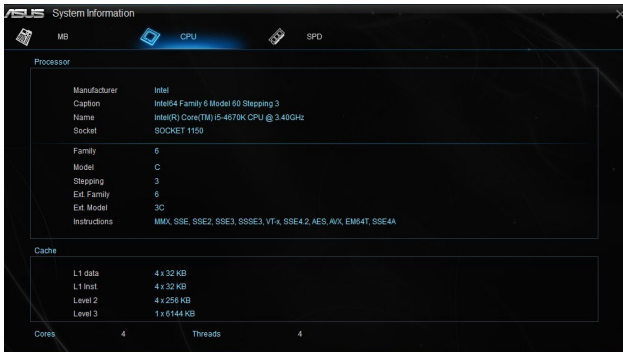 ASUS System Information
MB CPU SPD
Processor
Manufacturer Intel
Caption Intel64 Family 6 Model 60 Stepping 3
Name Intel(R) Core(TM) i5-4670K CPU @ 3.40GHz
Socket SOCKET 1150
Family 6
Model C
Stepping 3
Ext. Family 6
Ext. Model 3C
Instructions MMX, SSE, SSE2, SSE3, SSSE3, VT-x, SSE4.2, AES, AVX, EM64T, SSE4A
Cache
L1 data 4 x 32 KB
L1 Inst. 4 x 32 KB
Level 2 4 x 256 KB
Level 3 1 x 6144 KB
Cores 4 Threads 4